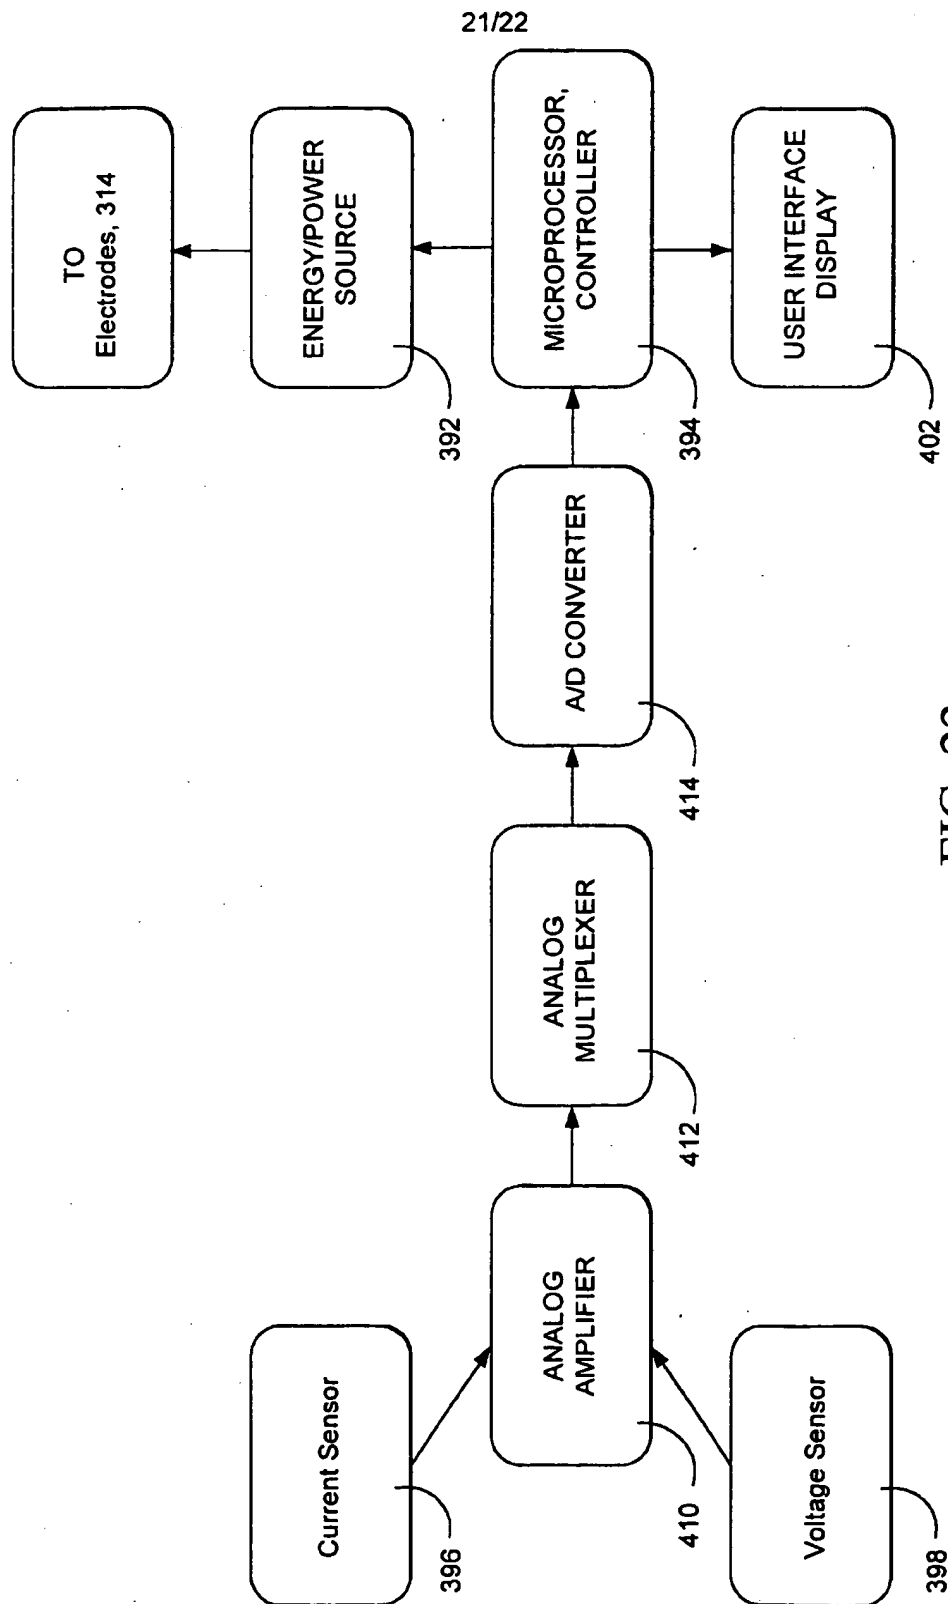 21/22
TO
Electrodes, 314
ENERGY/POWER
SOURCE
392
Current Sensor
396
ANALOG
AMPLIFIER
410
ANALOG
MULTIPLEXER
412
A/D CONVERTER
414
MICROPROCESSOR,
CONTROLLER
394
Voltage Sensor
398
USER INTERFACE
DISPLAY
402
FIG.